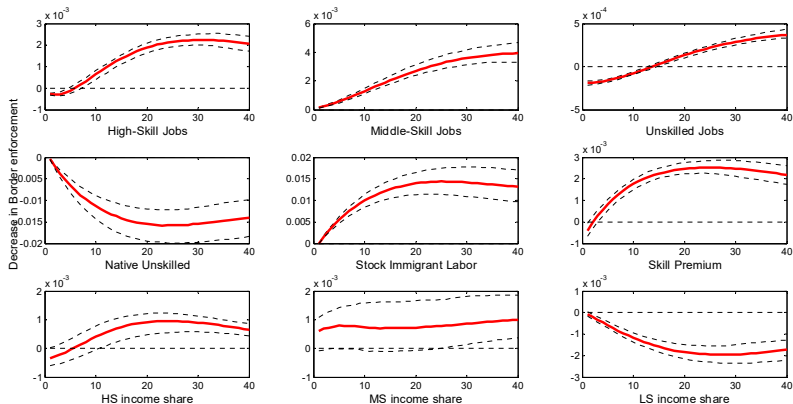 Decrease in Border enforcement
x 10^-3
3
2
1
0
-1
0 10 20 30 40
High-Skill Jobs
x 10^-3
6
4
2
0
0 10 20 30 40
Middle-Skill Jobs
x 10^-4
5
0
-5
0 10 20 30 40
Unskilled Jobs
0
-0.005
-0.01
-0.015
-0.02
0 10 20 30 40
Native Unskilled
0.02
0.015
0.01
0.005
0
0 10 20 30 40
Stock Immigrant Labor
x 10^-3
3
2
1
0
-1
0 10 20 30 40
Skill Premium
x 10^-3
2
1
0
-1
0 10 20 30 40
HS income share
x 10^-3
2
1
0
-1
0 10 20 30 40
MS income share
x 10^-3
1
0
-1
-2
-3
0 10 20 30 40
LS income share